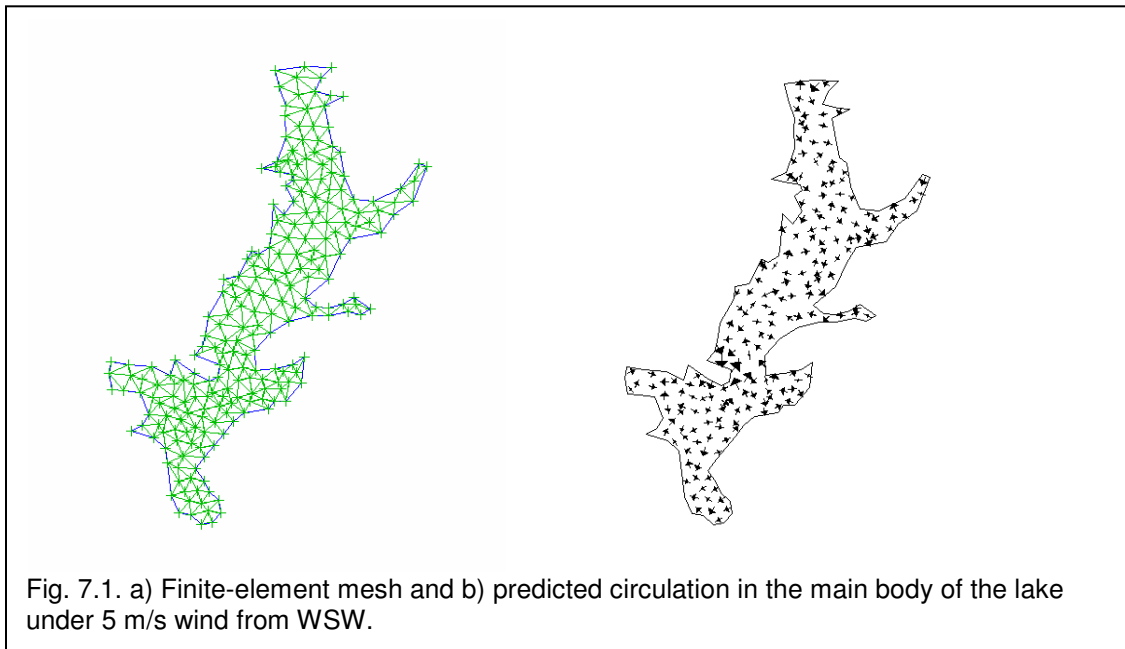 Fig. 7.1. a) Finite-element mesh and b) predicted circulation in the main body of the lake
under 5 m/s wind from WSW.